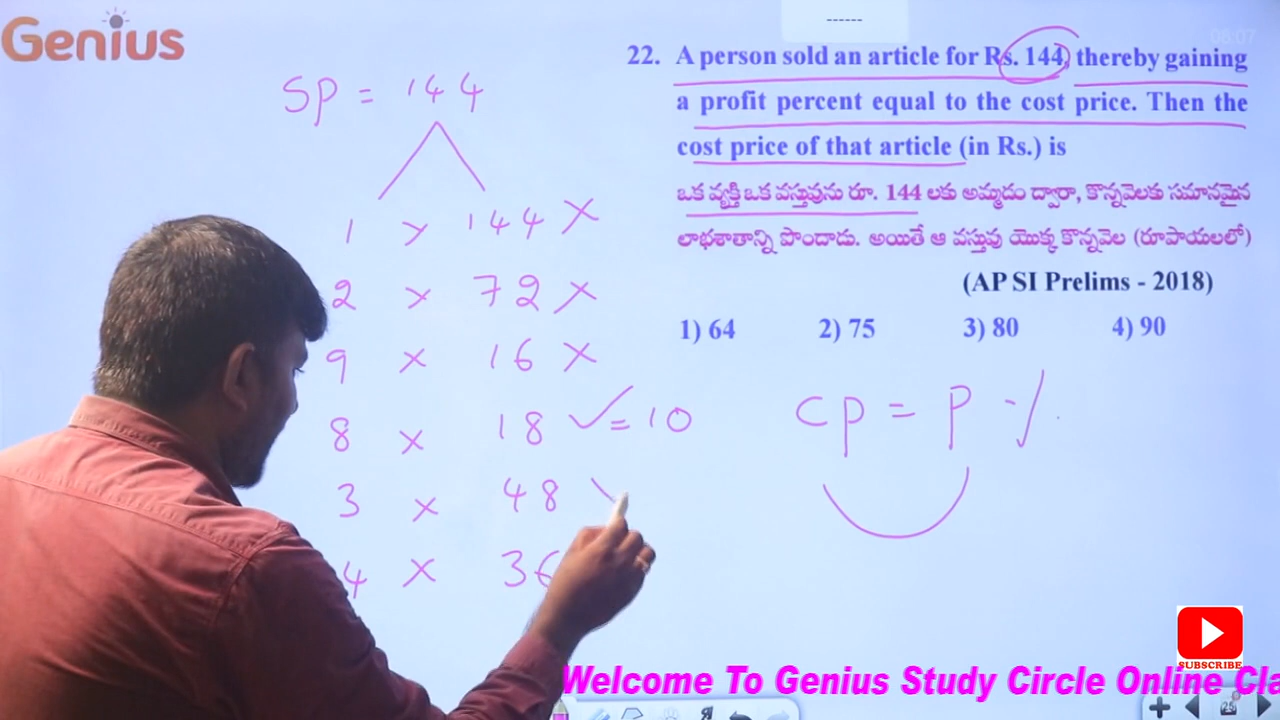 Genius
------
08:07
22. A person sold an article for Rs. 144, thereby gaining
a profit percent equal to the cost price. Then the
cost price of that article (in Rs.) is
ఒక వ్యక్తి ఒక వస్తువును రూ. 144 లకు అమ్మడం ద్వారా, కొన్నవెలకు సమానమైన
లాభశాతాన్ని పొందాడు. అయితే ఆ వస్తువు యొక్క కొన్నవెల (రూపాయలలో)
(AP SI Prelims - 2018)
1) 64 2) 75 3) 80 4) 90
SP = 144
1 × 144 ×
2 × 72 ×
9 × 16 ×
8 × 18 ✓ = 10
3 × 48
4 × 36
CP = P %
SUBSCRIBE
Welcome To Genius Study Circle Online Cla
25